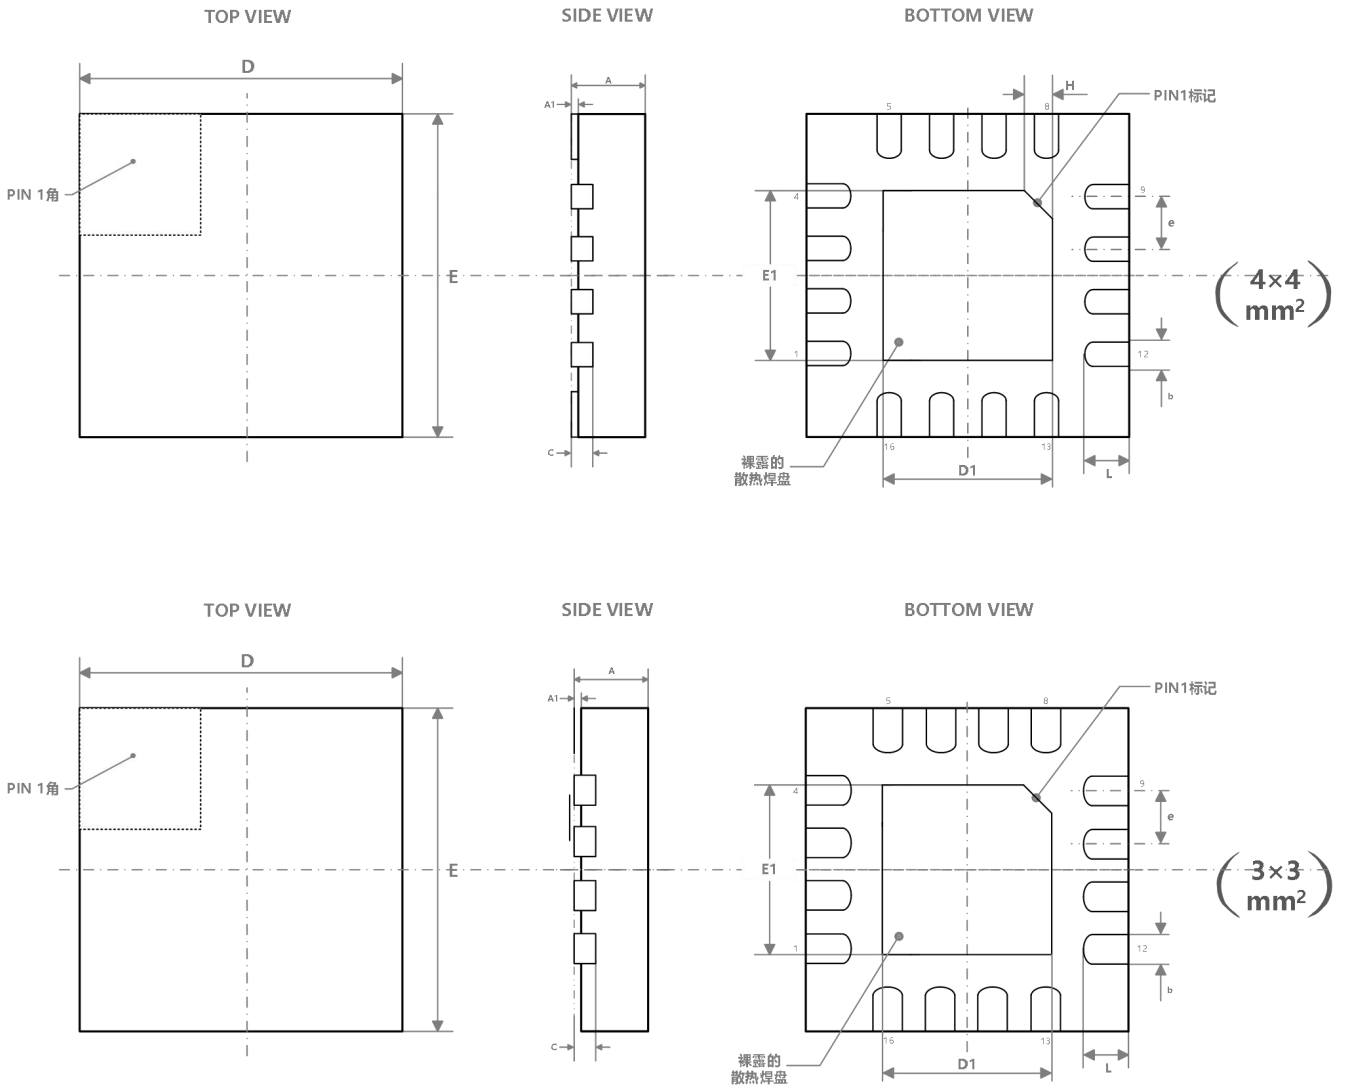 TOP VIEW
SIDE VIEW
BOTTOM VIEW
D
A
A1
H
PIN1标记
5
8
PIN 1角
4
9
e
E
E1
4×4
mm²
1
12
b
16
13
C
裸露的
散热焊盘
D1
L
TOP VIEW
SIDE VIEW
BOTTOM VIEW
D
A
A1
PIN1标记
5
8
PIN 1角
4
9
e
E
E1
3×3
mm²
1
12
b
16
13
C
裸露的
散热焊盘
D1
L